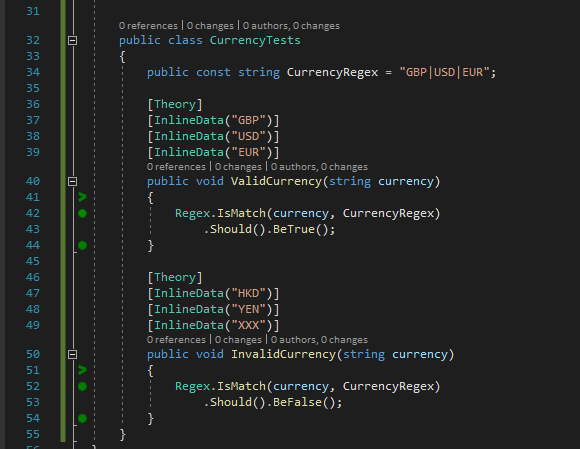 31
0 references | 0 changes | 0 authors, 0 changes
32 public class CurrencyTests
33 {
34 public const string CurrencyRegex = "GBP|USD|EUR";
35
36 [Theory]
37 [InlineData("GBP")]
38 [InlineData("USD")]
39 [InlineData("EUR")]
0 references | 0 changes | 0 authors, 0 changes
40 public void ValidCurrency(string currency)
41 {
42 Regex.IsMatch(currency, CurrencyRegex)
43 .Should().BeTrue();
44 }
45
46 [Theory]
47 [InlineData("HKD")]
48 [InlineData("YEN")]
49 [InlineData("XXX")]
0 references | 0 changes | 0 authors, 0 changes
50 public void InvalidCurrency(string currency)
51 {
52 Regex.IsMatch(currency, CurrencyRegex)
53 .Should().BeFalse();
54 }
55 }